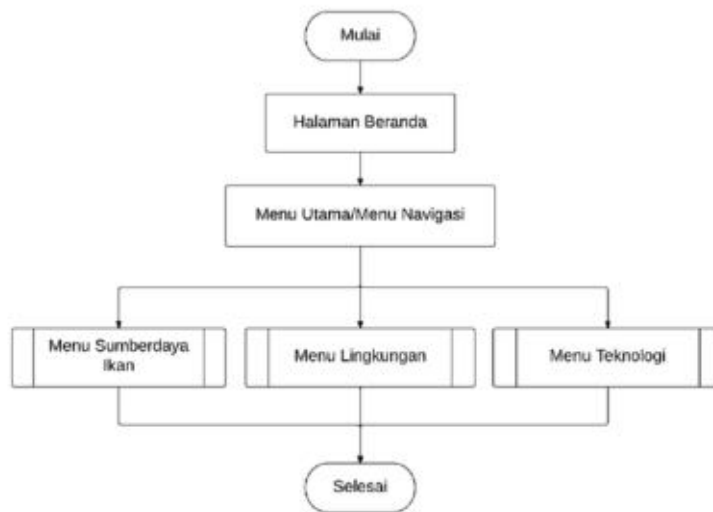 Mulai
Halaman Beranda
Menu Utama/Menu Navigasi
Menu Sumberdaya
Ikan
Menu Lingkungan
Menu Teknologi
Selesai